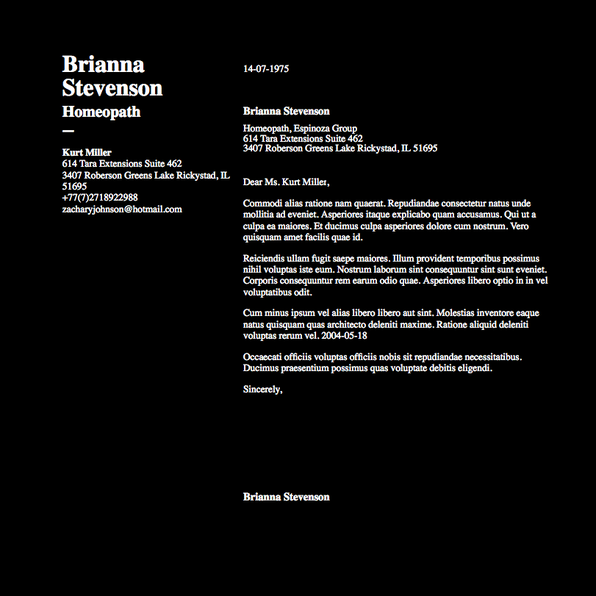 Brianna
Stevenson
Homeopath
—
Kurt Miller
614 Tara Extensions Suite 462
3407 Roberson Greens Lake Rickystad, IL
51695
+77(7)2718922988
zacharyjohnson@hotmail.com
14-07-1975
Brianna Stevenson
Homeopath, Espinoza Group
614 Tara Extensions Suite 462
3407 Roberson Greens Lake Rickystad, IL 51695
Dear Ms. Kurt Miller,
Commodi alias ratione nam quaerat. Repudiandae consectetur natus unde
mollitia ad eveniet. Asperiores itaque explicabo quam accusamus. Qui ut a
culpa ea maiores. Et ducimus culpa asperiores dolore cum nostrum. Vero
quisquam amet facilis quae id.
Reiciendis ullam fugit saepe maiores. Illum provident temporibus possimus
nihil voluptas iste eum. Nostrum laborum sint consequuntur sint sunt eveniet.
Corporis consequuntur rem earum odio quae. Asperiores libero optio in in vel
voluptatibus odit.
Cum minus ipsum vel alias libero libero aut sint. Molestias inventore eaque
natus quisquam quas architecto deleniti maxime. Ratione aliquid deleniti
voluptas rerum vel. 2004-05-18
Occaecati officiis voluptas officiis nobis sit repudiandae necessitatibus.
Ducimus praesentium possimus quas voluptate debitis eligendi.
Sincerely,
Brianna Stevenson